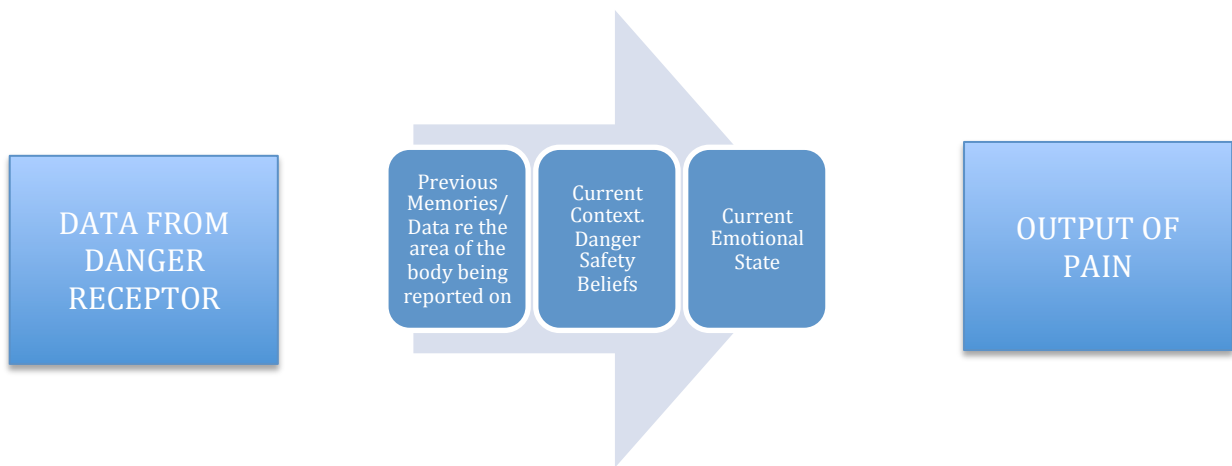 DATA FROM
DANGER
RECEPTOR
Previous
Memories/
Data re the
area of the
body being
reported on
Current
Context.
Danger
Safety
Beliefs
Current
Emotional
State
OUTPUT OF
PAIN